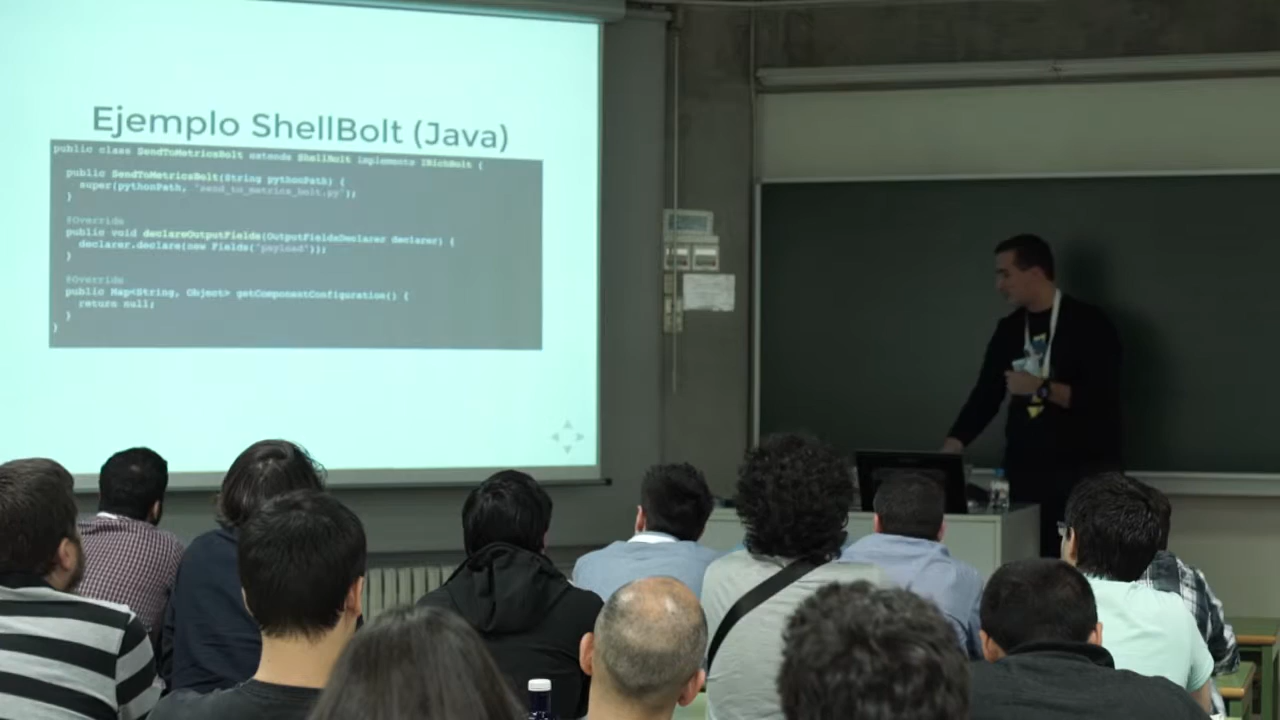 Ejemplo ShellBolt (Java)
public class SendToMetricsBolt extends ShellBolt implements IRichBolt {
public SendToMetricsBolt(String pythonPath) {
super(pythonPath, "send_to_metrics_bolt.py");
}
@Override
public void declareOutputFields(OutputFieldsDeclarer declarer) {
declarer.declare(new Fields("payload"));
}
@Override
public Map<String, Object> getComponentConfiguration() {
return null;
}
}